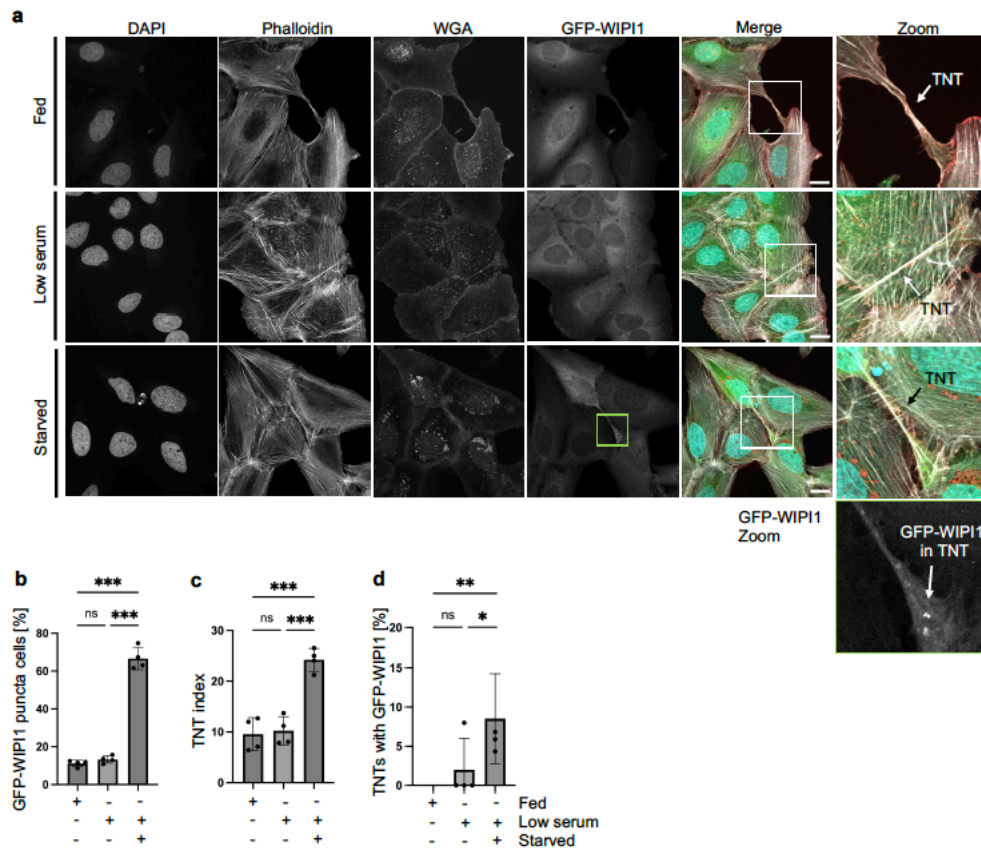 a
DAPI Phalloidin WGA GFP-WIPI1 Merge Zoom
Fed
TNT
Low serum
TNT
Starved
TNT
GFP-WIPI1
Zoom
GFP-WIPI1
in TNT
b
GFP-WIPI1 puncta cells [%]
***
ns ***
80
60
40
20
0
+ - -
- + +
- - +
c
TNT index
***
ns ***
30
20
10
0
+ - -
- + +
- - +
d
TNTs with GFP-WIPI1 [%]
**
ns *
20
15
10
5
0
+ - - Fed
- + + Low serum
- - + Starved